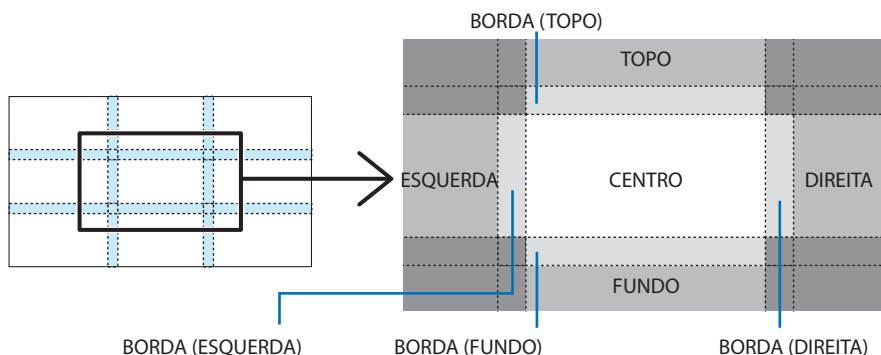 BORDA (TOPO)
TOPO
ESQUERDA
CENTRO
DIREITA
FUNDO
BORDA (ESQUERDA)
BORDA (FUNDO)
BORDA (DIREITA)